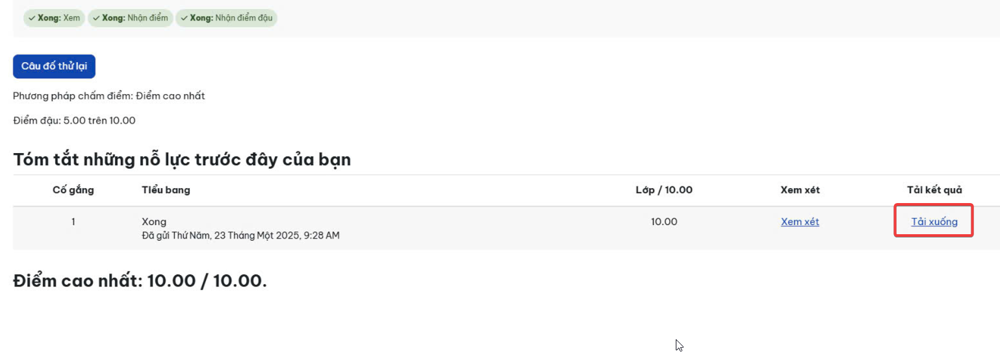 ✓ Xong: Xem ✓ Xong: Nhận điểm ✓ Xong: Nhận điểm đậu
Câu đố thử lại
Phương pháp chấm điểm: Điểm cao nhất
Điểm đậu: 5.00 trên 10.00
Tóm tắt những nỗ lực trước đây của bạn
Cố gắng Tiểu bang Lớp / 10.00 Xem xét Tải kết quả
1 Xong 10.00 Xem xét Tải xuống
Đã gửi Thứ Năm, 23 Tháng Một 2025, 9:28 AM
Điểm cao nhất: 10.00 / 10.00.